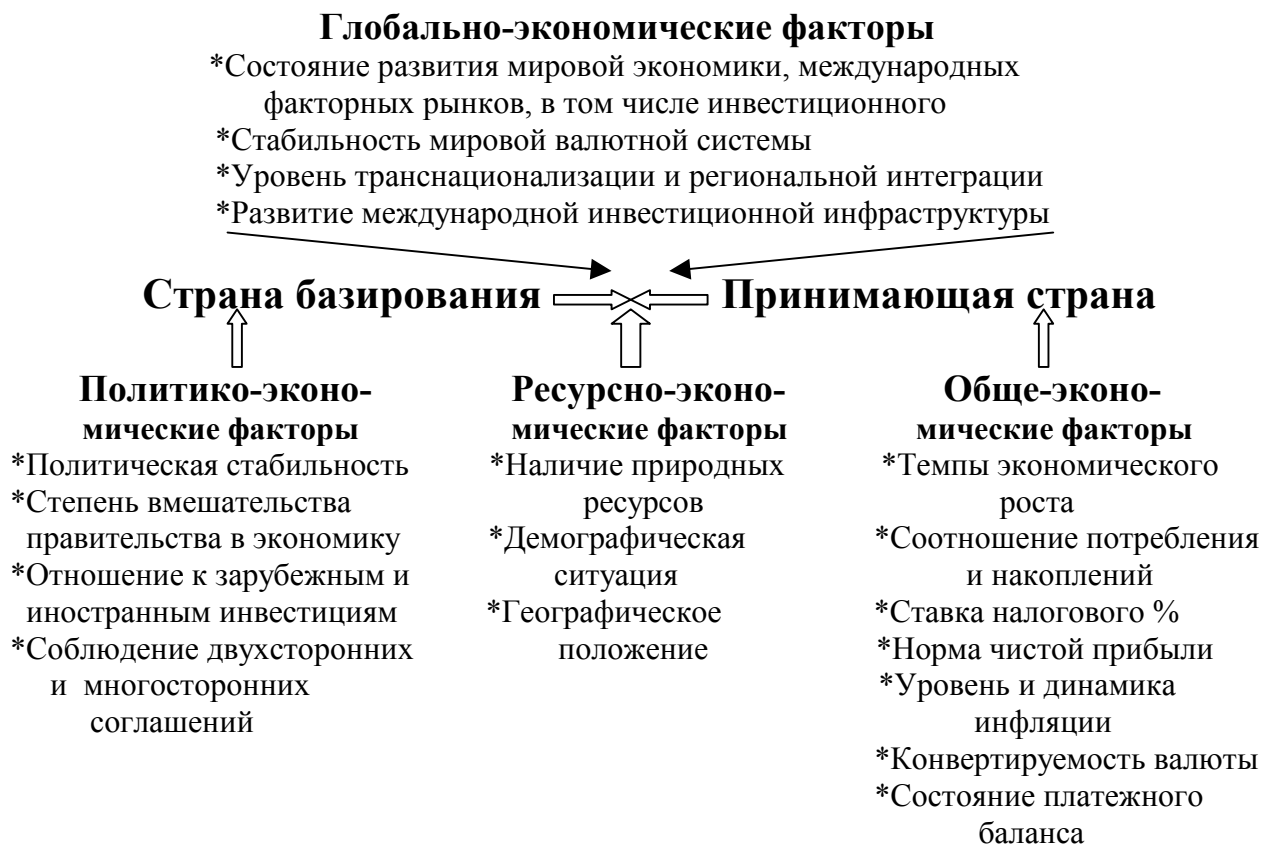 Глобально-экономические факторы
*Состояние развития мировой экономики, международных
факторных рынков, в том числе инвестиционного
*Стабильность мировой валютной системы
*Уровень транснационализации и региональной интеграции
*Развитие международной инвестиционной инфраструктуры
Страна базирования
Принимающая страна
Политико-эконо-
мические факторы
*Политическая стабильность
*Степень вмешательства
правительства в экономику
*Отношение к зарубежным и
иностранным инвестициям
*Соблюдение двухсторонних
и многосторонних
соглашений
Ресурсно-эконо-
мические факторы
*Наличие природных
ресурсов
*Демографическая
ситуация
*Географическое
положение
Обще-эконо-
мические факторы
*Темпы экономического
роста
*Соотношение потребления
и накоплений
*Ставка налогового %
*Норма чистой прибыли
*Уровень и динамика
инфляции
*Конвертируемость валюты
*Состояние платежного
баланса